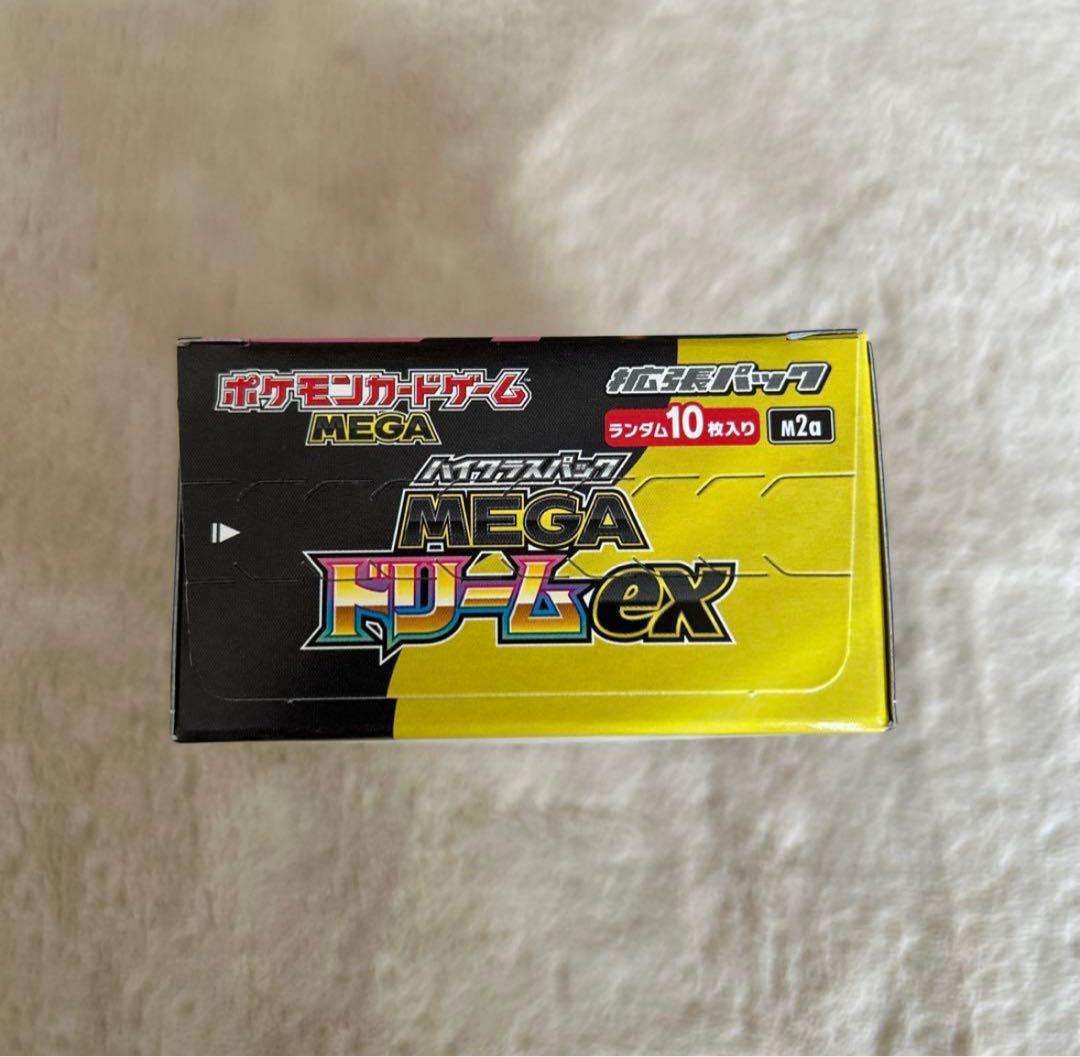 ポケモンカードゲーム™
MEGA
拡張パック
ランダム10枚入り
M2a
ハイクラスパック
MEGA
ドリームex